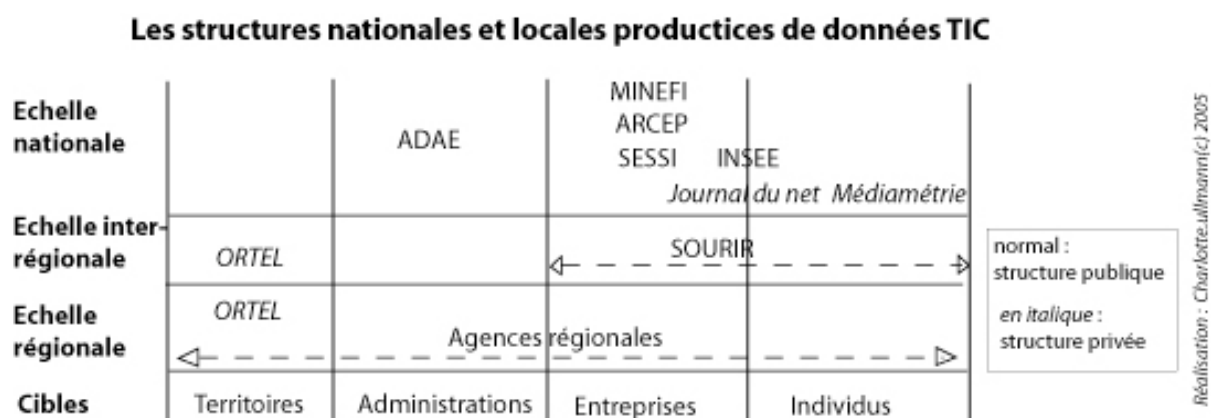 Les structures nationales et locales productices de données TIC
Echelle
nationale
ADAE
MINEFI
ARCEP
SESSI INSEE
Journal du net Médiamétrie
Echelle inter-
régionale
ORTEL
SOURIR
Echelle
régionale
ORTEL
Agences régionales
Cibles Territoires Administrations Entreprises Individus
normal :
structure publique
en italique :
structure privée
Réalisation : Charlotte.ullmann(c) 2005